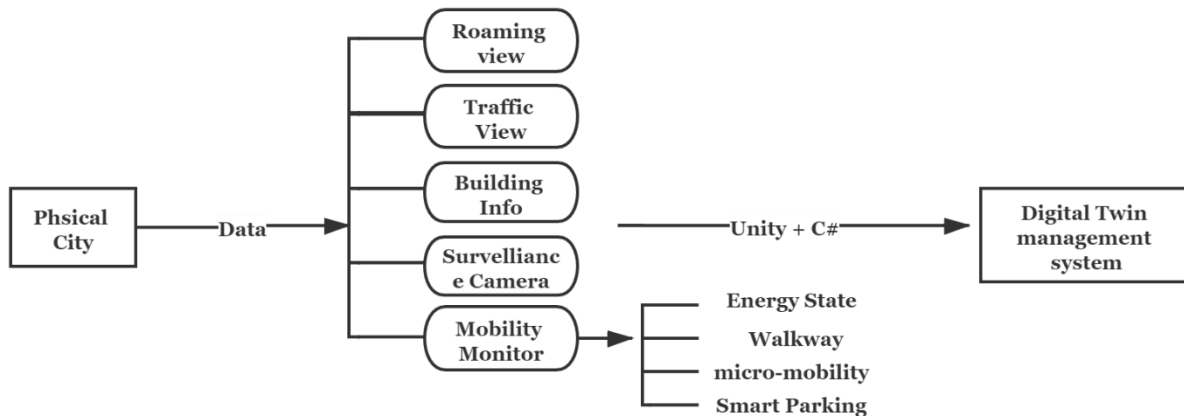 Phsical
City
Data
Roaming
view
Traffic
View
Building
Info
Survellianc
e Camera
Mobility
Monitor
Energy State
Walkway
micro-mobility
Smart Parking
Unity + C#
Digital Twin
management
system